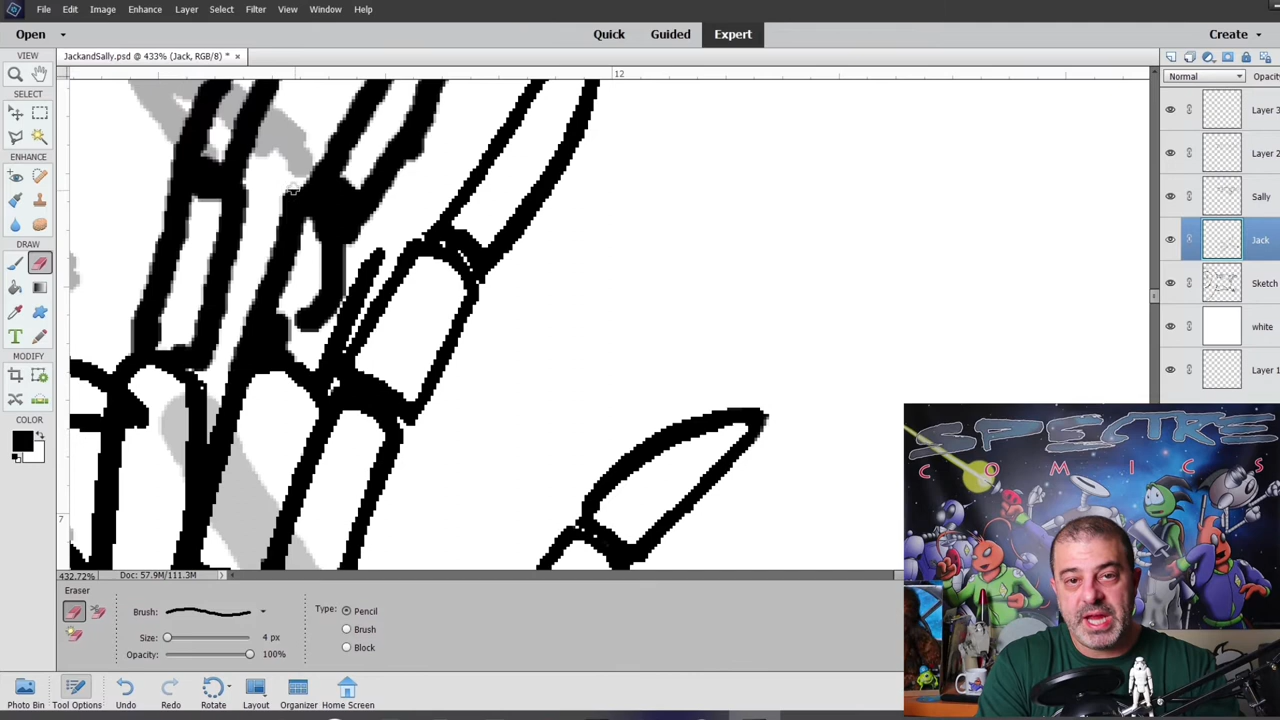 File Edit Image Enhance Layer Select Filter View Window Help
Open Quick Guided Expert Create
VIEW JackandSally.psd @ 433% (Jack, RGB/8) * ×
12
Normal Opacity
SELECT
Layer 3
ENHANCE
Layer 2
Sally
DRAW
Jack
Sketch
white
MODIFY
Layer 1
COLOR
SPECTRE
COMICS
7
432.72% Doc: 57.9M/111.3M
Eraser
Brush: Type: Pencil
Size: 4 px Brush
Opacity: 100% Block
Photo Bin Tool Options Undo Redo Rotate Layout Organizer Home Screen